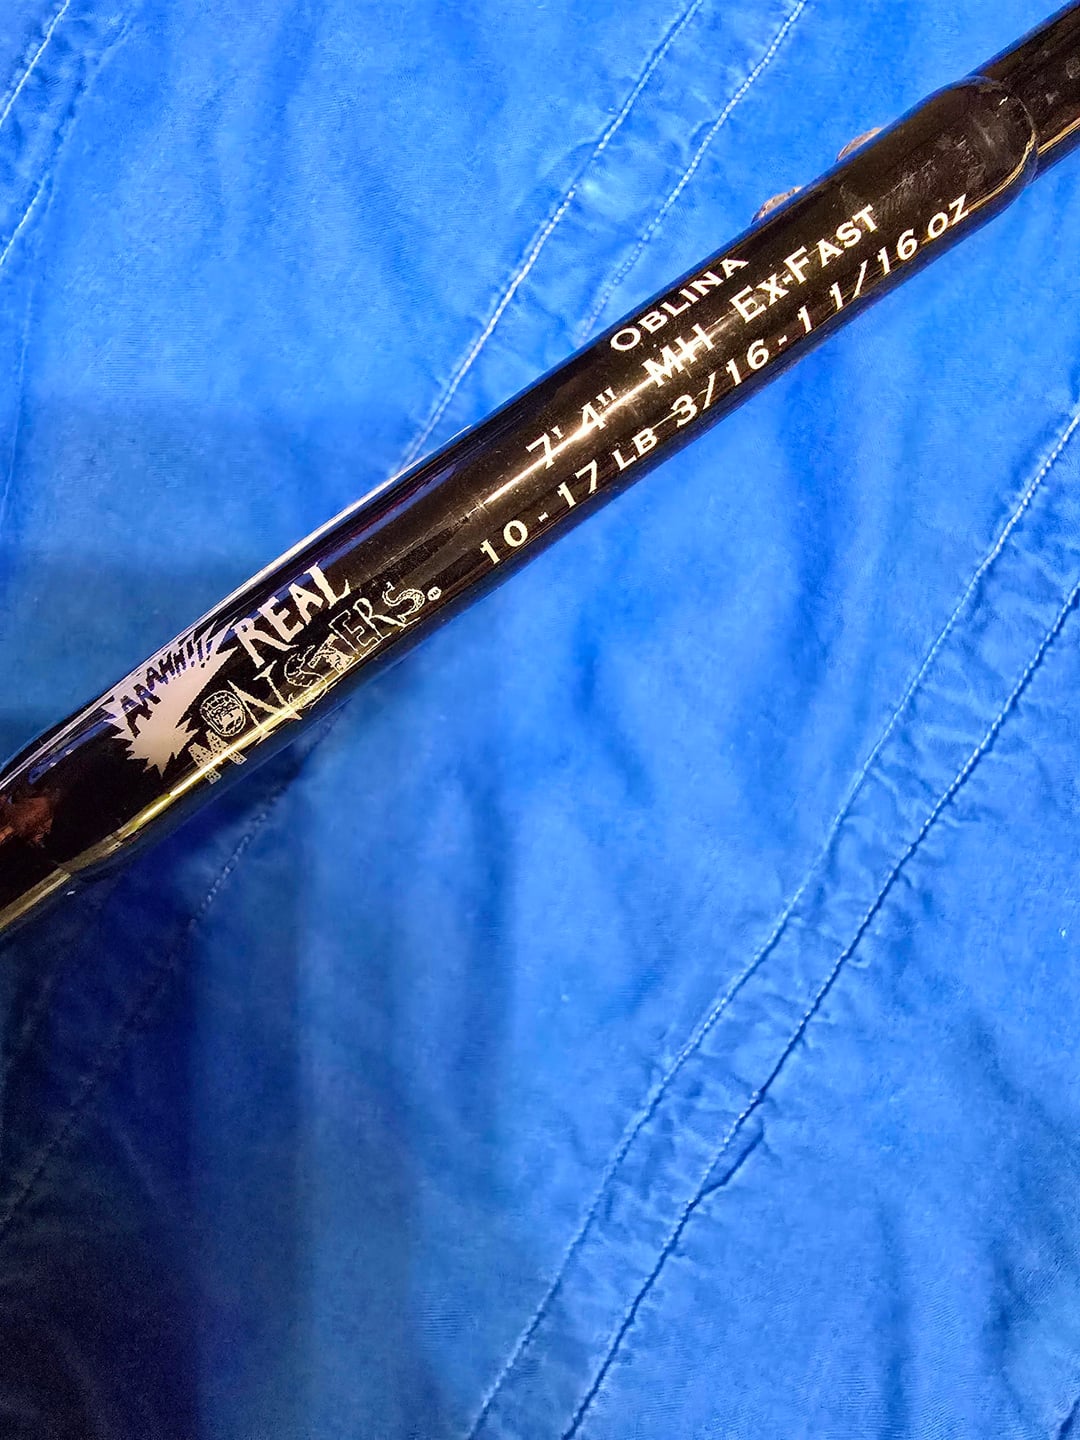 AAAHH!!!
REAL
MONSTERS®
OBLINA
7' 4" MH EX-FAST
10 - 17 LB 3/16 - 1 1/16 OZ